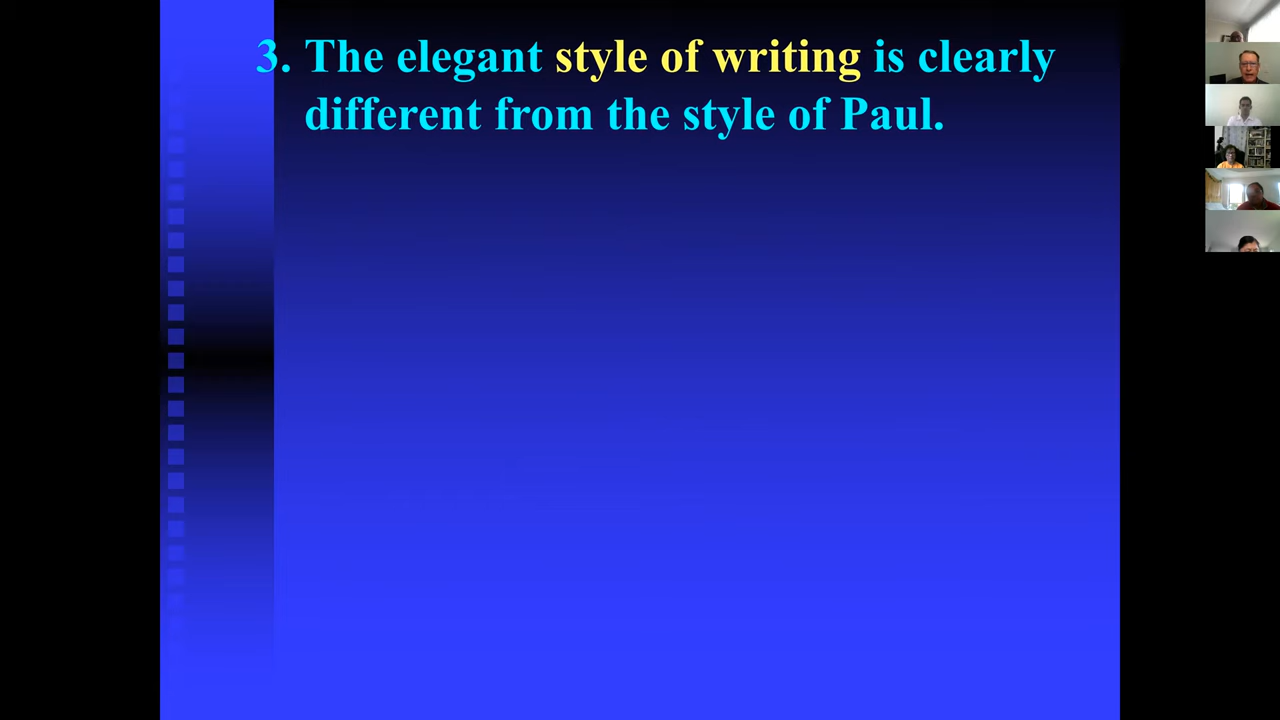 3. The elegant style of writing is clearly
different from the style of Paul.